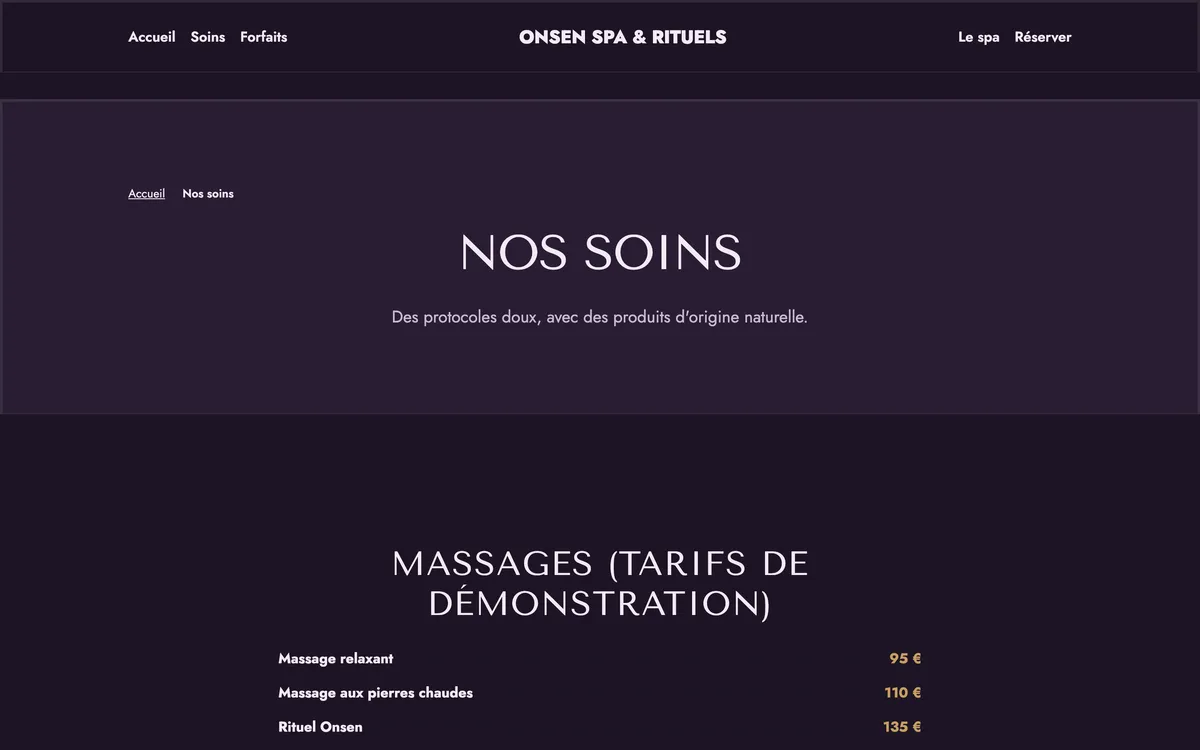 Accueil Soins Forfaits ONSEN SPA & RITUELS Le spa Réserver
Accueil Nos soins
NOS SOINS
Des protocoles doux, avec des produits d'origine naturelle.
MASSAGES (TARIFS DE
DÉMONSTRATION)
Massage relaxant 95 €
Massage aux pierres chaudes 110 €
Rituel Onsen 135 €